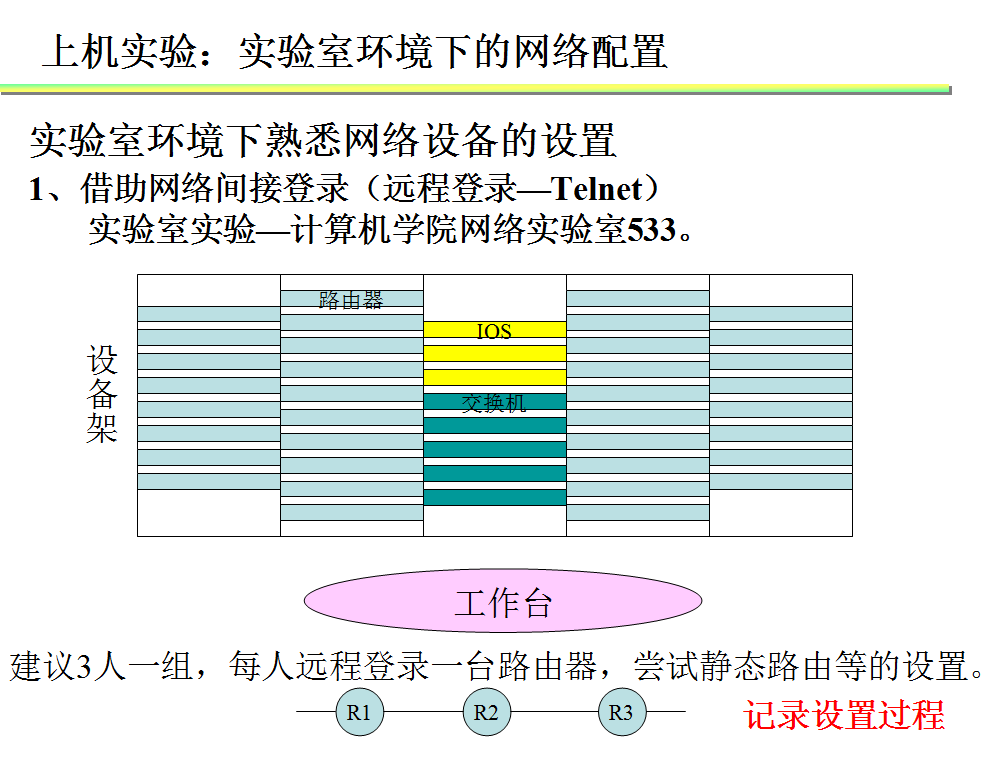 上机实验：实验室环境下的网络配置
实验室环境下熟悉网络设备的设置
1、借助网络间接登录（远程登录—Telnet）
实验室实验—计算机学院网络实验室533。
路由器
IOS
交换机
设备架
工作台
建议3人一组，每人远程登录一台路由器，尝试静态路由等的设置。
R1 R2 R3
记录设置过程